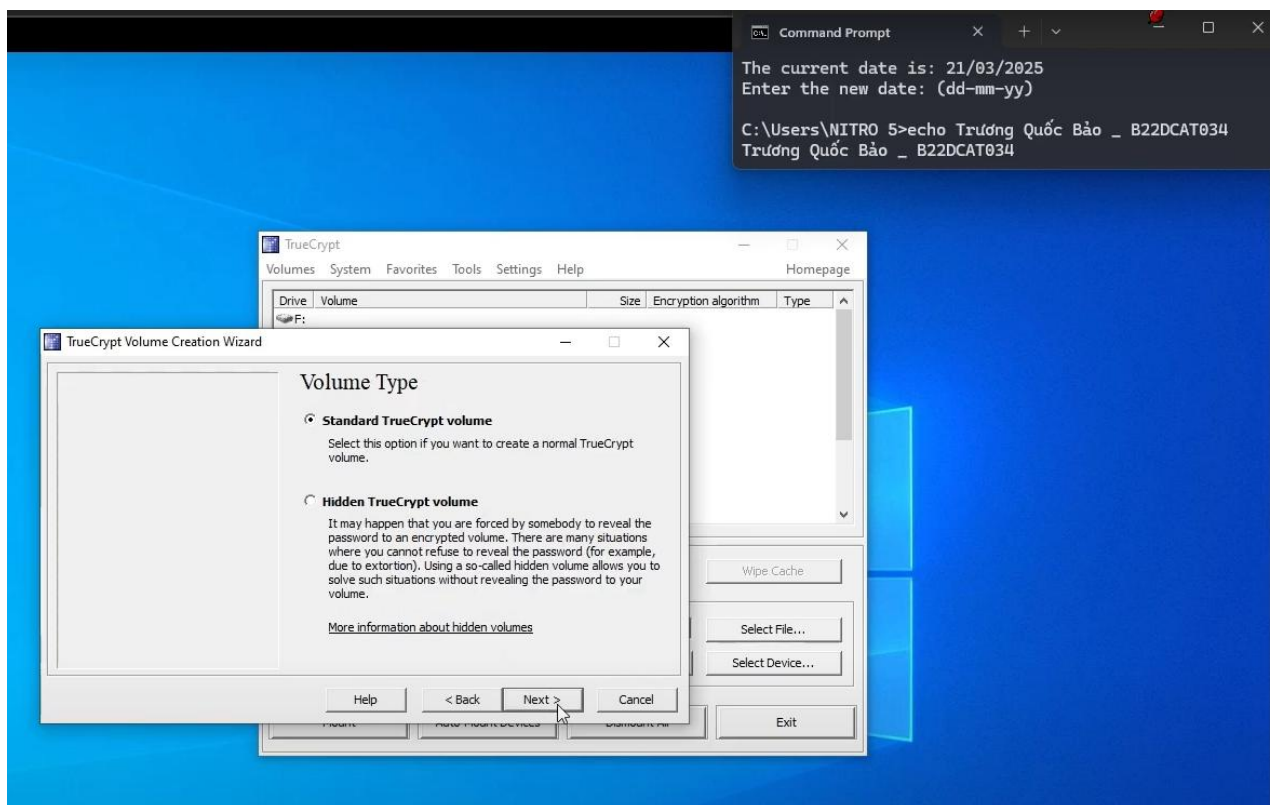 Command Prompt
The current date is: 21/03/2025
Enter the new date: (dd-mm-yy)
C:\Users\NITRO 5>echo Trương Quốc Bảo _ B22DCAT034
Trương Quốc Bảo _ B22DCAT034
TrueCrypt
Volumes System Favorites Tools Settings Help Homepage
Drive Volume Size Encryption algorithm Type
F:
TrueCrypt Volume Creation Wizard
Volume Type
Standard TrueCrypt volume
Select this option if you want to create a normal TrueCrypt
volume.
Hidden TrueCrypt volume
It may happen that you are forced by somebody to reveal the
password to an encrypted volume. There are many situations
where you cannot refuse to reveal the password (for example,
due to extortion). Using a so-called hidden volume allows you to
solve such situations without revealing the password to your
volume.
More information about hidden volumes
Help < Back Next > Cancel
Wipe Cache
Select File...
Select Device...
Mount Auto-Mount Devices Dismount All Exit